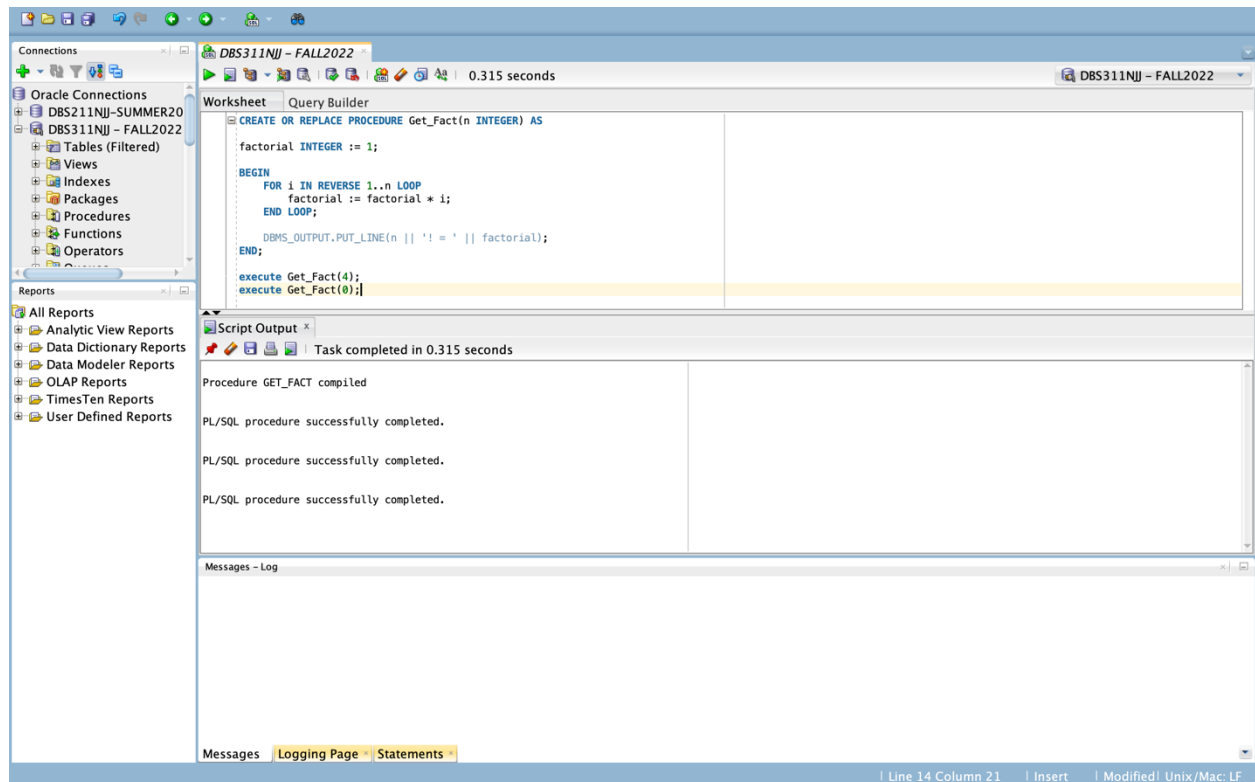 Connections
DBS311NJJ – FALL2022
0.315 seconds
DBS311NJJ – FALL2022
Oracle Connections
DBS211NJJ-SUMMER20
DBS311NJJ – FALL2022
Tables (Filtered)
Views
Indexes
Packages
Procedures
Functions
Operators
Reports
All Reports
Analytic View Reports
Data Dictionary Reports
Data Modeler Reports
OLAP Reports
TimesTen Reports
User Defined Reports
Worksheet Query Builder
CREATE OR REPLACE PROCEDURE Get_Fact(n INTEGER) AS
factorial INTEGER := 1;
BEGIN
FOR i IN REVERSE 1..n LOOP
factorial := factorial * i;
END LOOP;
DBMS_OUTPUT.PUT_LINE(n || '! = ' || factorial);
END;
execute Get_Fact(4);
execute Get_Fact(0);
Script Output
Task completed in 0.315 seconds
Procedure GET_FACT compiled
PL/SQL procedure successfully completed.
PL/SQL procedure successfully completed.
PL/SQL procedure successfully completed.
Messages – Log
Messages Logging Page Statements
Line 14 Column 21 Insert Modified Unix/Mac: LF